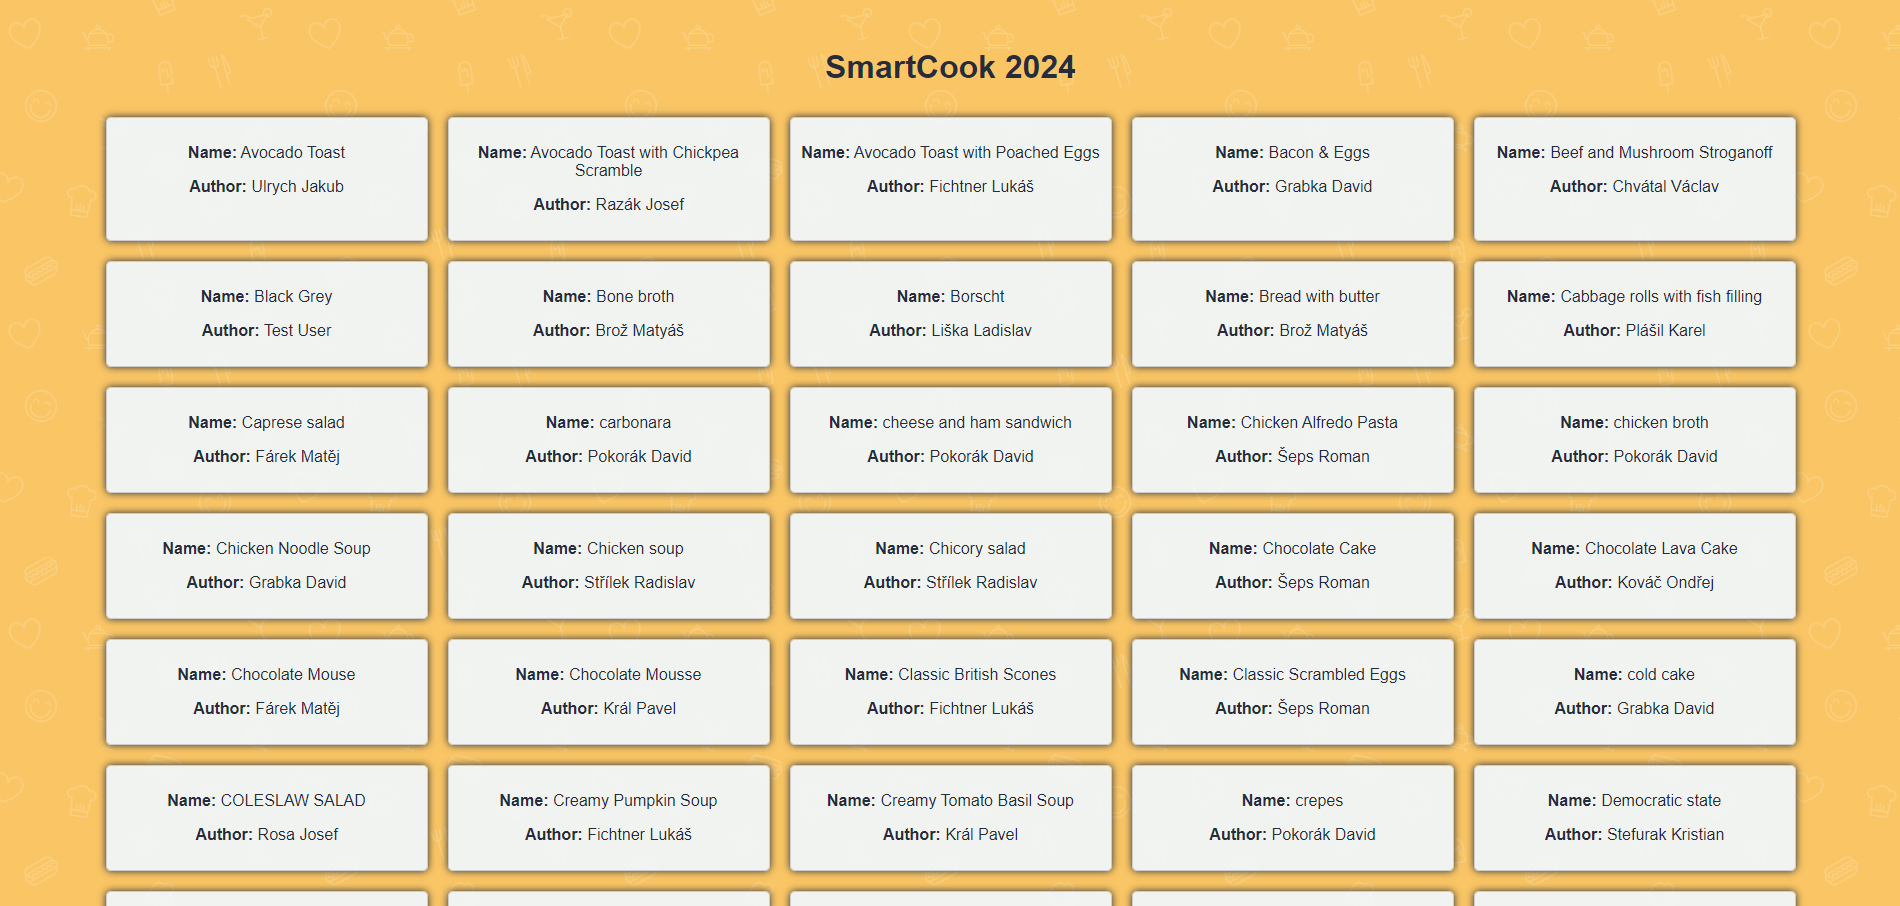 SmartCook 2024
Name: Avocado Toast
Author: Ulrych Jakub
Name: Avocado Toast with Chickpea
Scramble
Author: Razák Josef
Name: Avocado Toast with Poached Eggs
Author: Fichtner Lukáš
Name: Bacon & Eggs
Author: Grabka David
Name: Beef and Mushroom Stroganoff
Author: Chvátal Václav
Name: Black Grey
Author: Test User
Name: Bone broth
Author: Brož Matyáš
Name: Borscht
Author: Liška Ladislav
Name: Bread with butter
Author: Brož Matyáš
Name: Cabbage rolls with fish filling
Author: Plášil Karel
Name: Caprese salad
Author: Fárek Matěj
Name: carbonara
Author: Pokorák David
Name: cheese and ham sandwich
Author: Pokorák David
Name: Chicken Alfredo Pasta
Author: Šeps Roman
Name: chicken broth
Author: Pokorák David
Name: Chicken Noodle Soup
Author: Grabka David
Name: Chicken soup
Author: Střílek Radislav
Name: Chicory salad
Author: Střílek Radislav
Name: Chocolate Cake
Author: Šeps Roman
Name: Chocolate Lava Cake
Author: Kováč Ondřej
Name: Chocolate Mouse
Author: Fárek Matěj
Name: Chocolate Mousse
Author: Král Pavel
Name: Classic British Scones
Author: Fichtner Lukáš
Name: Classic Scrambled Eggs
Author: Šeps Roman
Name: cold cake
Author: Grabka David
Name: COLESLAW SALAD
Author: Rosa Josef
Name: Creamy Pumpkin Soup
Author: Fichtner Lukáš
Name: Creamy Tomato Basil Soup
Author: Král Pavel
Name: crepes
Author: Pokorák David
Name: Democratic state
Author: Stefurak Kristian